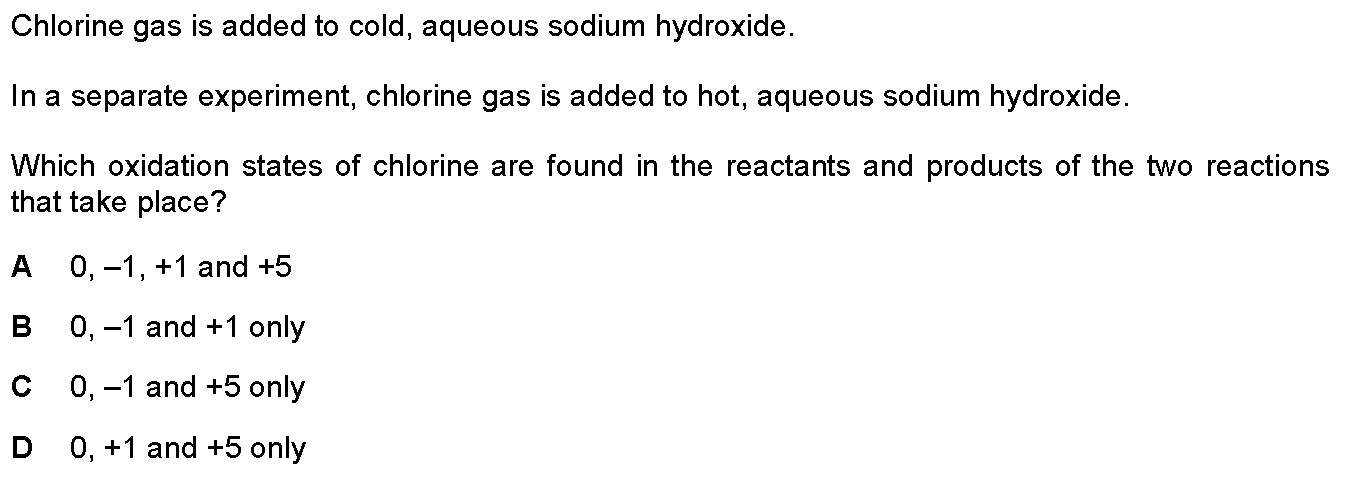 Chlorine gas is added to cold, aqueous sodium hydroxide.
In a separate experiment, chlorine gas is added to hot, aqueous sodium hydroxide.
Which oxidation states of chlorine are found in the reactants and products of the two reactions
that take place?
A 0, –1, +1 and +5
B 0, –1 and +1 only
C 0, –1 and +5 only
D 0, +1 and +5 only